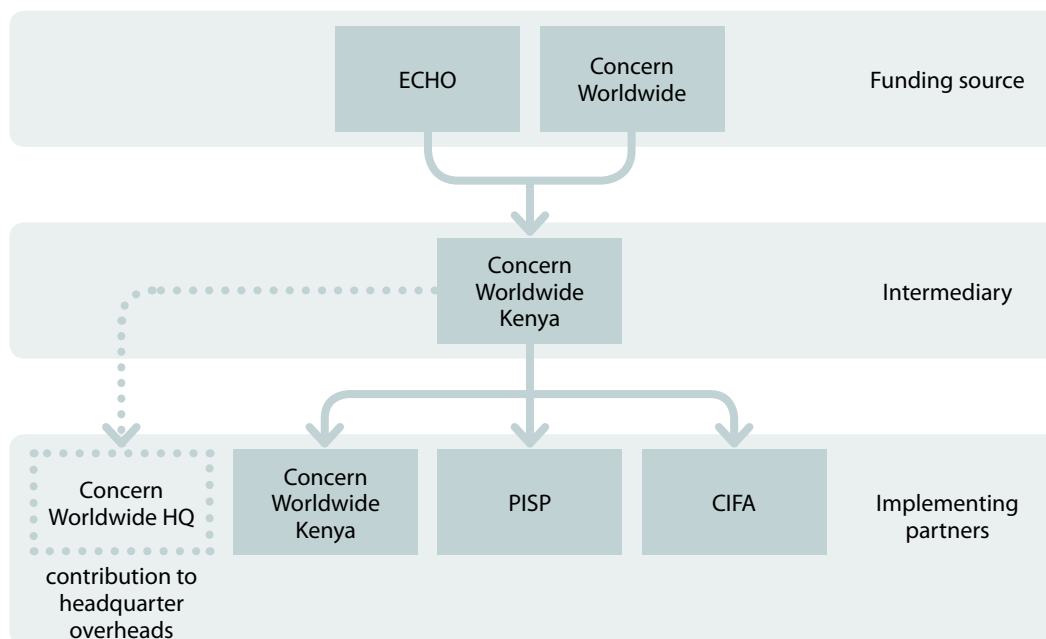 ECHO
Concern
Worldwide
Funding source
Concern
Worldwide
Kenya
Intermediary
Concern
Worldwide HQ
contribution to
headquarter
overheads
Concern
Worldwide
Kenya
PISP
CIFA
Implementing
partners